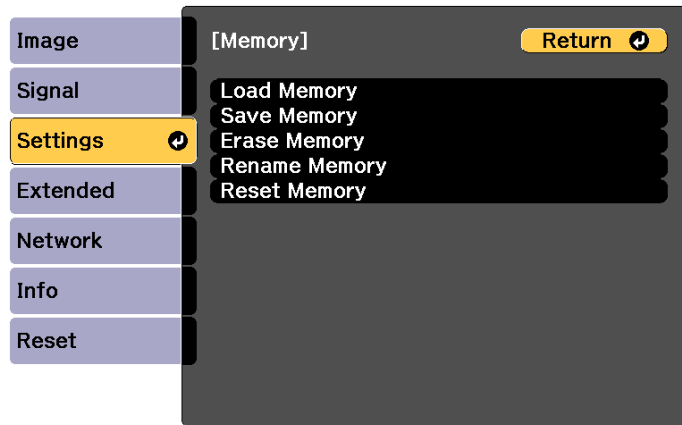 Image
Signal
Settings
Extended
Network
Info
Reset
[Memory]
Return
Load Memory
Save Memory
Erase Memory
Rename Memory
Reset Memory